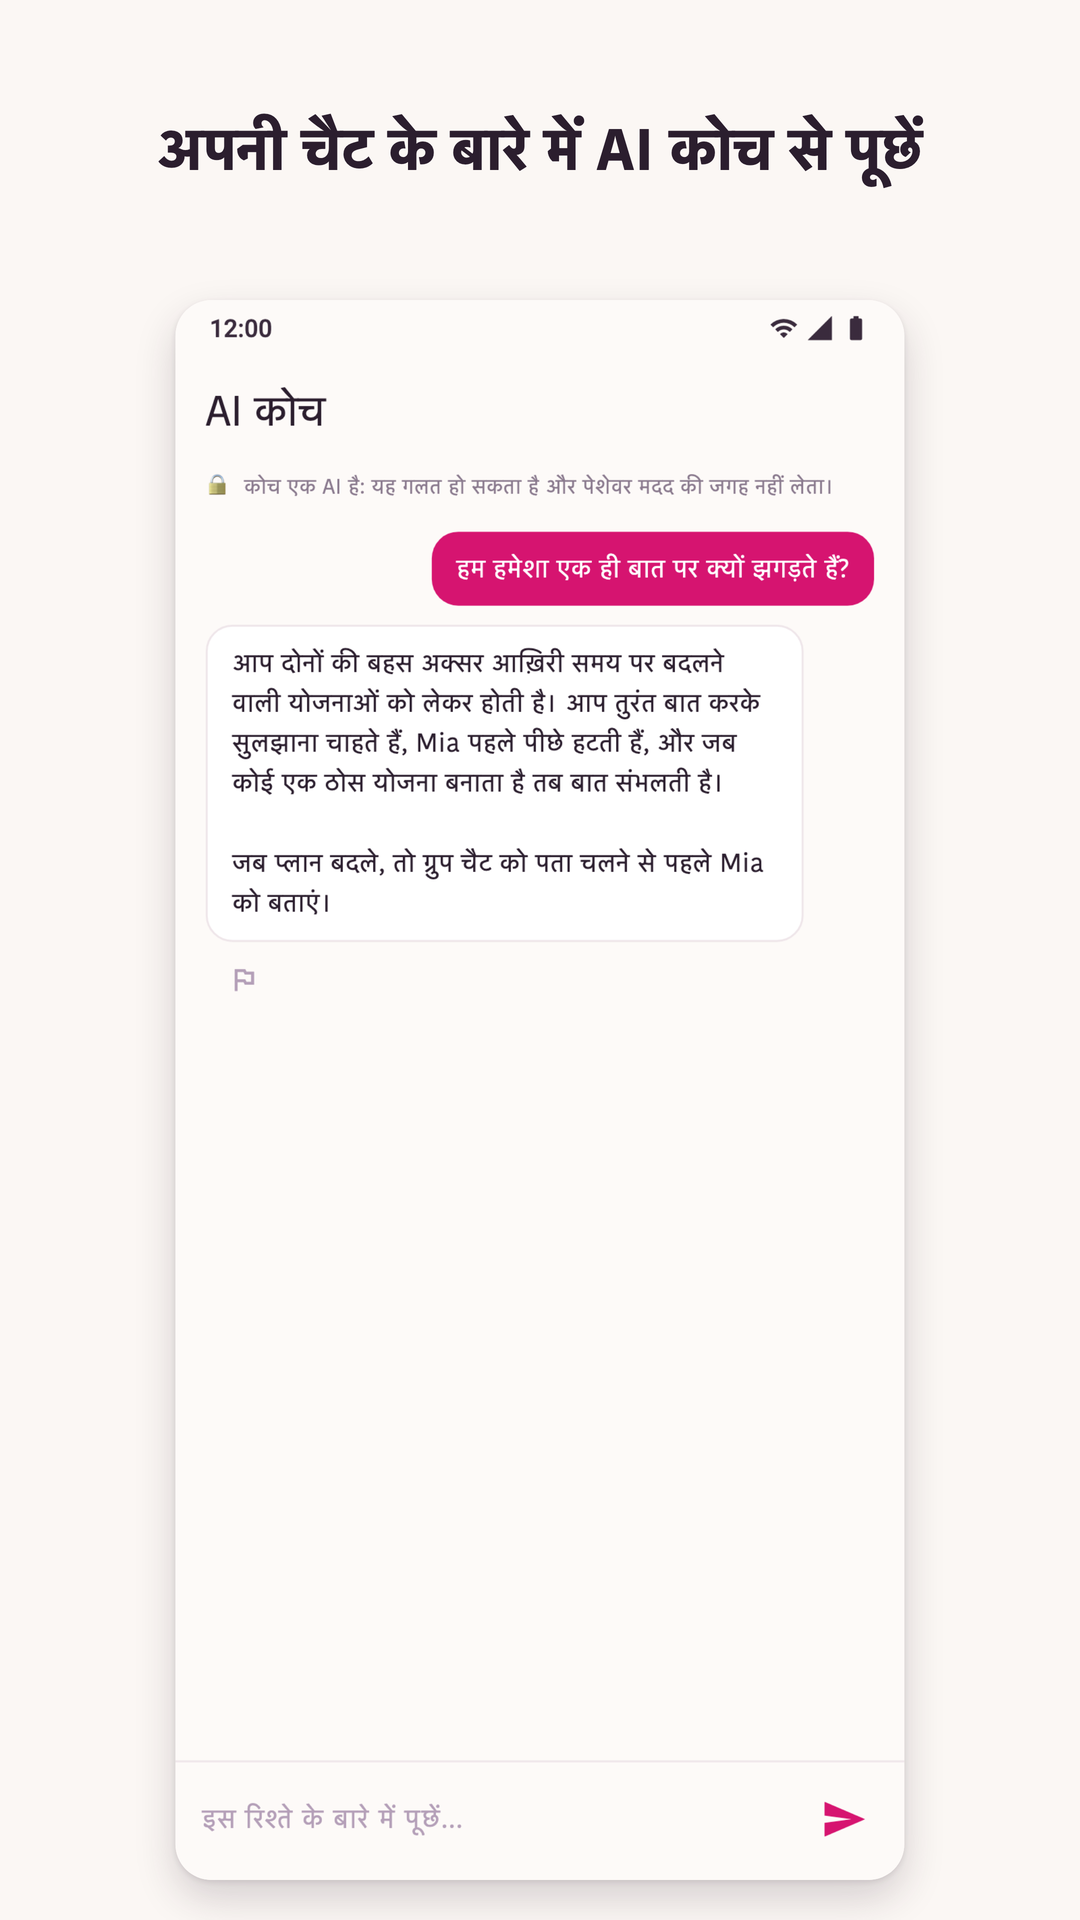 अपनी चैट के बारे में AI कोच से पूछें
12:00
AI कोच
कोच एक AI है: यह गलत हो सकता है और पेशेवर मदद की जगह नहीं लेता।
हम हमेशा एक ही बात पर क्यों झगड़ते हैं?
आप दोनों की बहस अक्सर आख़िरी समय पर बदलने
वाली योजनाओं को लेकर होती है। आप तुरंत बात करके
सुलझाना चाहते हैं, Mia पहले पीछे हटती हैं, और जब
कोई एक ठोस योजना बनाता है तब बात संभलती है।
जब प्लान बदले, तो ग्रुप चैट को पता चलने से पहले Mia
को बताएं।
इस रिश्ते के बारे में पूछें...